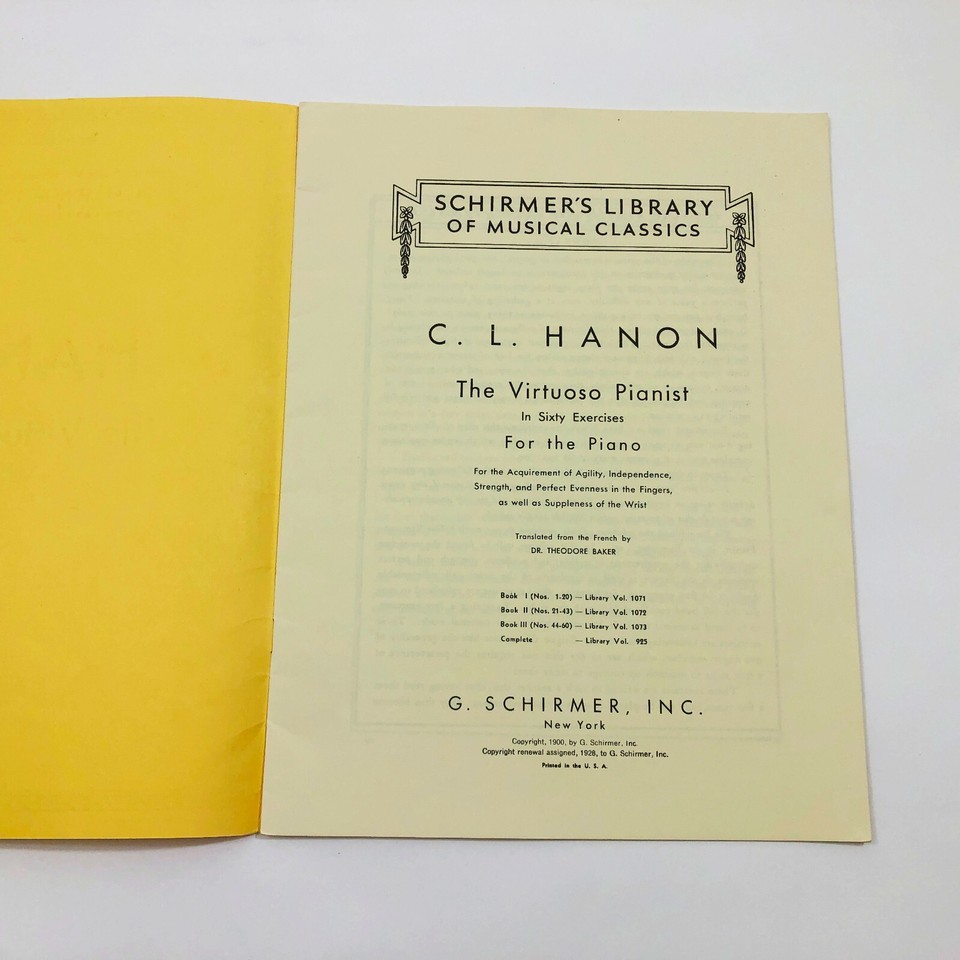 SCHIRMER'S LIBRARY
OF MUSICAL CLASSICS
C. L. HANON
The Virtuoso Pianist
In Sixty Exercises
For the Piano
For the Acquirement of Agility, Independence,
Strength, and Perfect Evenness in the Fingers,
as well as Suppleness of the Wrist
Translated from the French by
DR. THEODORE BAKER
Book I (Nos. 1-20) — Library Vol. 1071
Book II (Nos. 21-43) — Library Vol. 1072
Book III (Nos. 44-60) — Library Vol. 1073
Complete — Library Vol. 925
G. SCHIRMER, INC.
New York
Copyright, 1900, by G. Schirmer, Inc.
Copyright renewal assigned, 1928, to G. Schirmer, Inc.
Printed in the U. S. A.